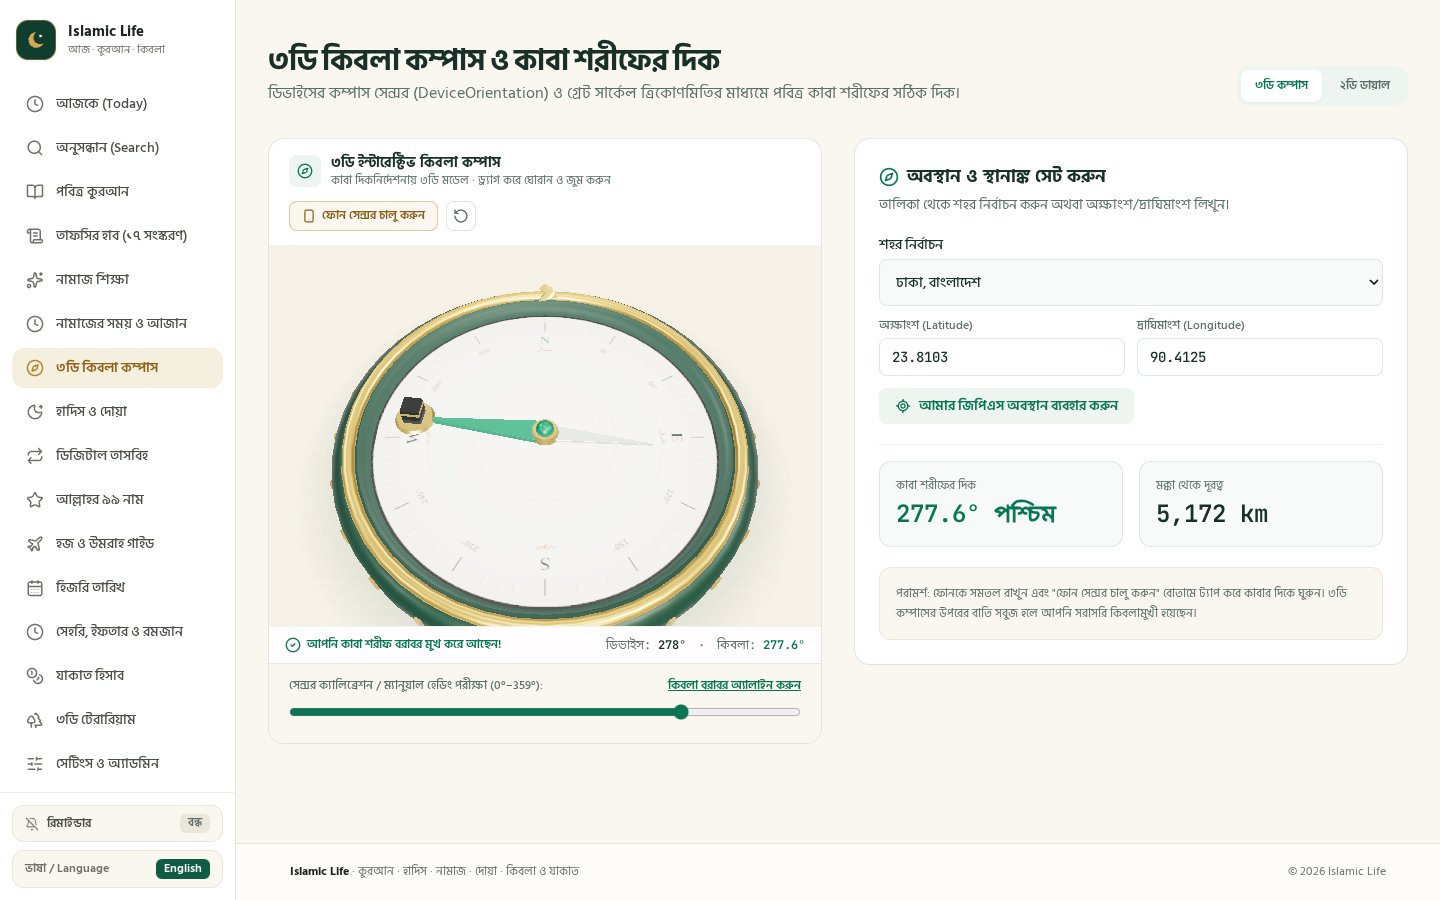 Islamic Life
আজ · কুরআন · কিবলা
আজকে (Today)
অনুসন্ধান (Search)
পবিত্র কুরআন
তাফসির হাব (১৭ সংস্করণ)
নামাজ শিক্ষা
নামাজের সময় ও আজান
৩ডি কিবলা কম্পাস
হাদিস ও দোয়া
ডিজিটাল তাসবিহ
আল্লাহর ৯৯ নাম
হজ ও উমরাহ গাইড
হিজরি তারিখ
সেহরি, ইফতার ও রমজান
যাকাত হিসাব
৩ডি টেরারিয়াম
সেটিংস ও অ্যাডমিন
রিমাইন্ডার বন্ধ
ভাষা / Language English
৩ডি কিবলা কম্পাস ও কাবা শরীফের দিক
ডিভাইসের কম্পাস সেন্সর (DeviceOrientation) ও গ্রেট সার্কেল ত্রিকোণমিতির মাধ্যমে পবিত্র কাবা শরীফের সঠিক দিক।
৩ডি কম্পাস ২ডি ডায়াল
৩ডি ইন্টারেক্টিভ কিবলা কম্পাস
কাবা দিকনির্দেশনায় ৩ডি মডেল · ড্র্যাগ করে ঘোরান ও জুম করুন
ফোন সেন্সর চালু করুন
N
E
W
S
আপনি কাবা শরীফ বরাবর মুখ করে আছেন!
ডিভাইস: 278° · কিবলা: 277.6°
সেন্সর ক্যালিব্রেশন / ম্যানুয়াল হেডিং পরীক্ষা (0°–359°):
কিবলা বরাবর অ্যালাইন করুন
অবস্থান ও স্থানাঙ্ক সেট করুন
তালিকা থেকে শহর নির্বাচন করুন অথবা অক্ষাংশ/দ্রাঘিমাংশ লিখুন।
শহর নির্বাচন
ঢাকা, বাংলাদেশ
অক্ষাংশ (Latitude) দ্রাঘিমাংশ (Longitude)
23.8103 90.4125
আমার জিপিএস অবস্থান ব্যবহার করুন
কাবা শরীফের দিক
277.6° পশ্চিম
মক্কা থেকে দূরত্ব
5,172 km
পরামর্শ: ফোনকে সমতল রাখুন এবং "ফোন সেন্সর চালু করুন" বোতামে ট্যাপ করে কাবার দিকে ঘুরুন। ৩ডি
কম্পাসের উপরের বাতি সবুজ হলে আপনি সরাসরি কিবলামুখী হয়েছেন।
Islamic Life · কুরআন · হাদিস · নামাজ · দোয়া · কিবলা ও যাকাত
© 2026 Islamic Life